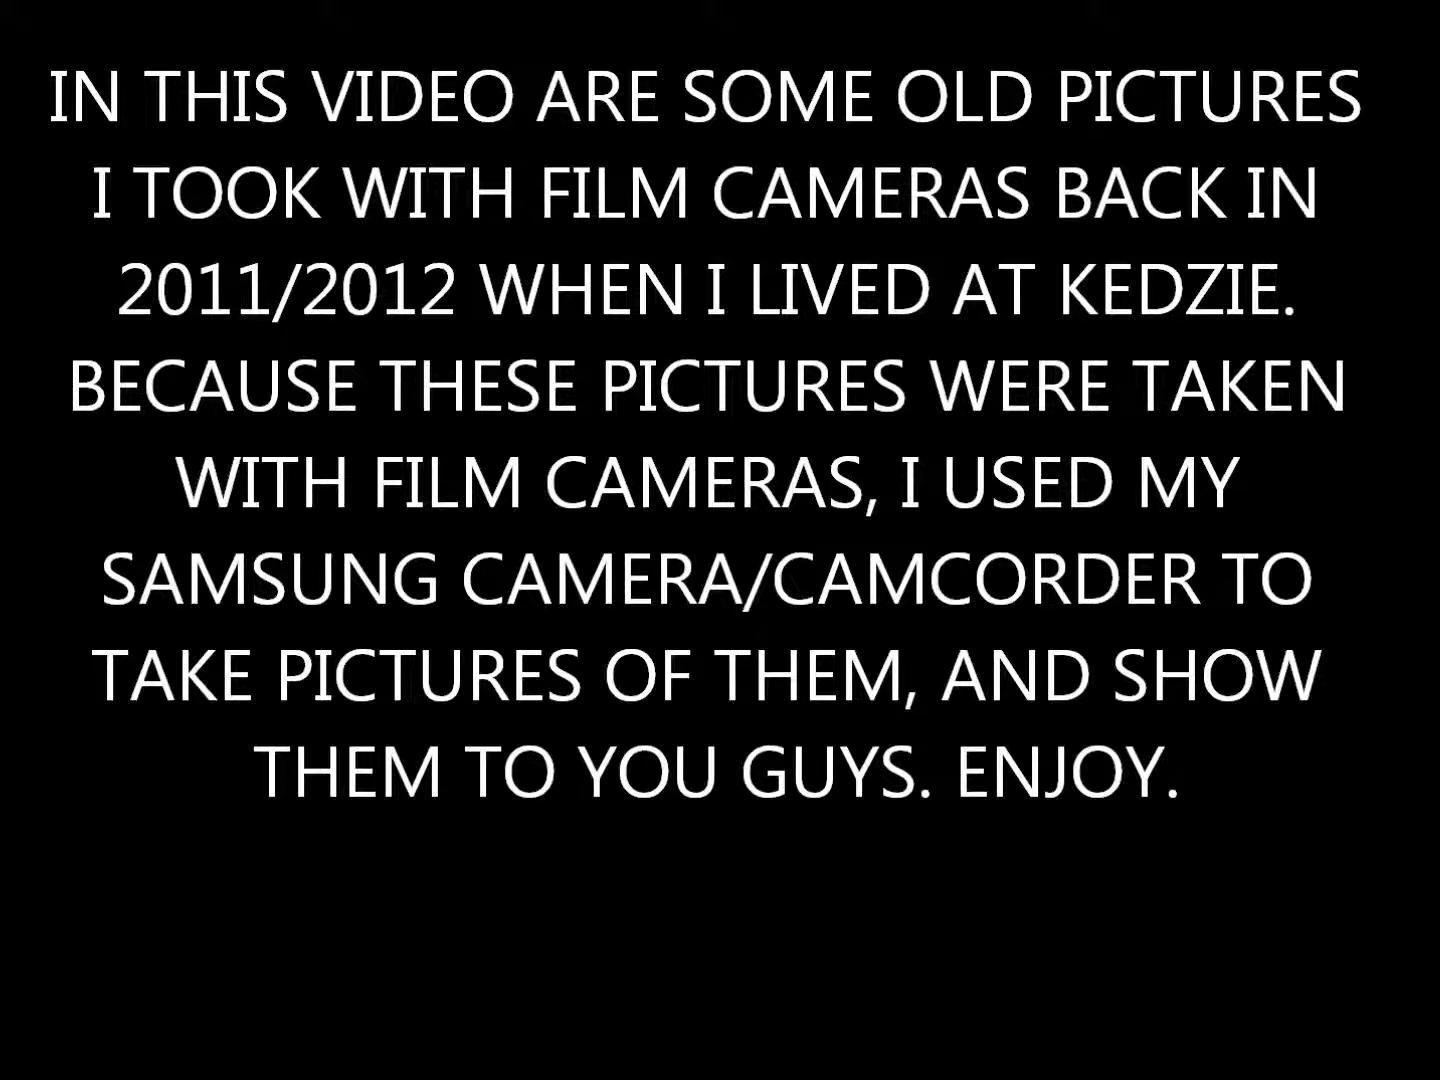 IN THIS VIDEO ARE SOME OLD PICTURES
I TOOK WITH FILM CAMERAS BACK IN
2011/2012 WHEN I LIVED AT KEDZIE.
BECAUSE THESE PICTURES WERE TAKEN
WITH FILM CAMERAS, I USED MY
SAMSUNG CAMERA/CAMCORDER TO
TAKE PICTURES OF THEM, AND SHOW
THEM TO YOU GUYS. ENJOY.